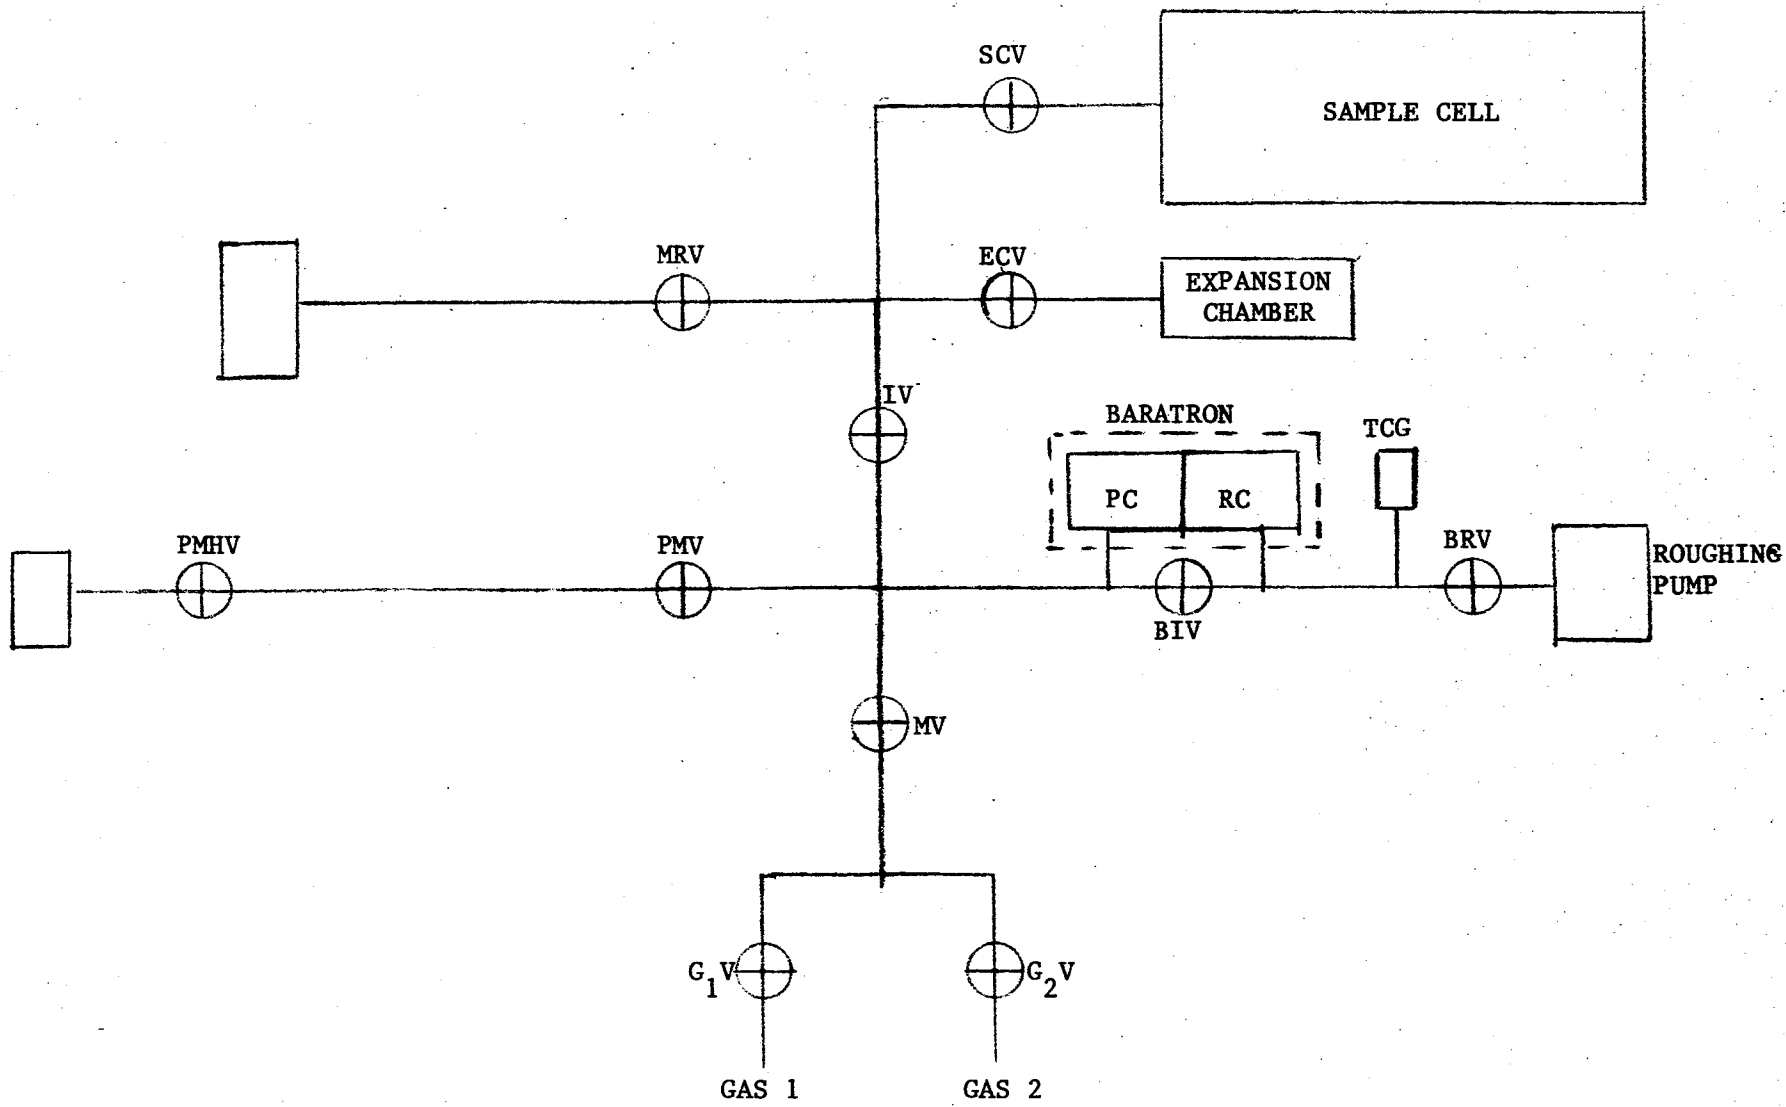 SCV
SAMPLE CELL
MRV
ECV
EXPANSION
CHAMBER
IV
BARATRON
TCG
PC
RC
PMHV
PMV
BRV
ROUGHING
PUMP
BIV
MV
G1V
G2V
GAS 1
GAS 2